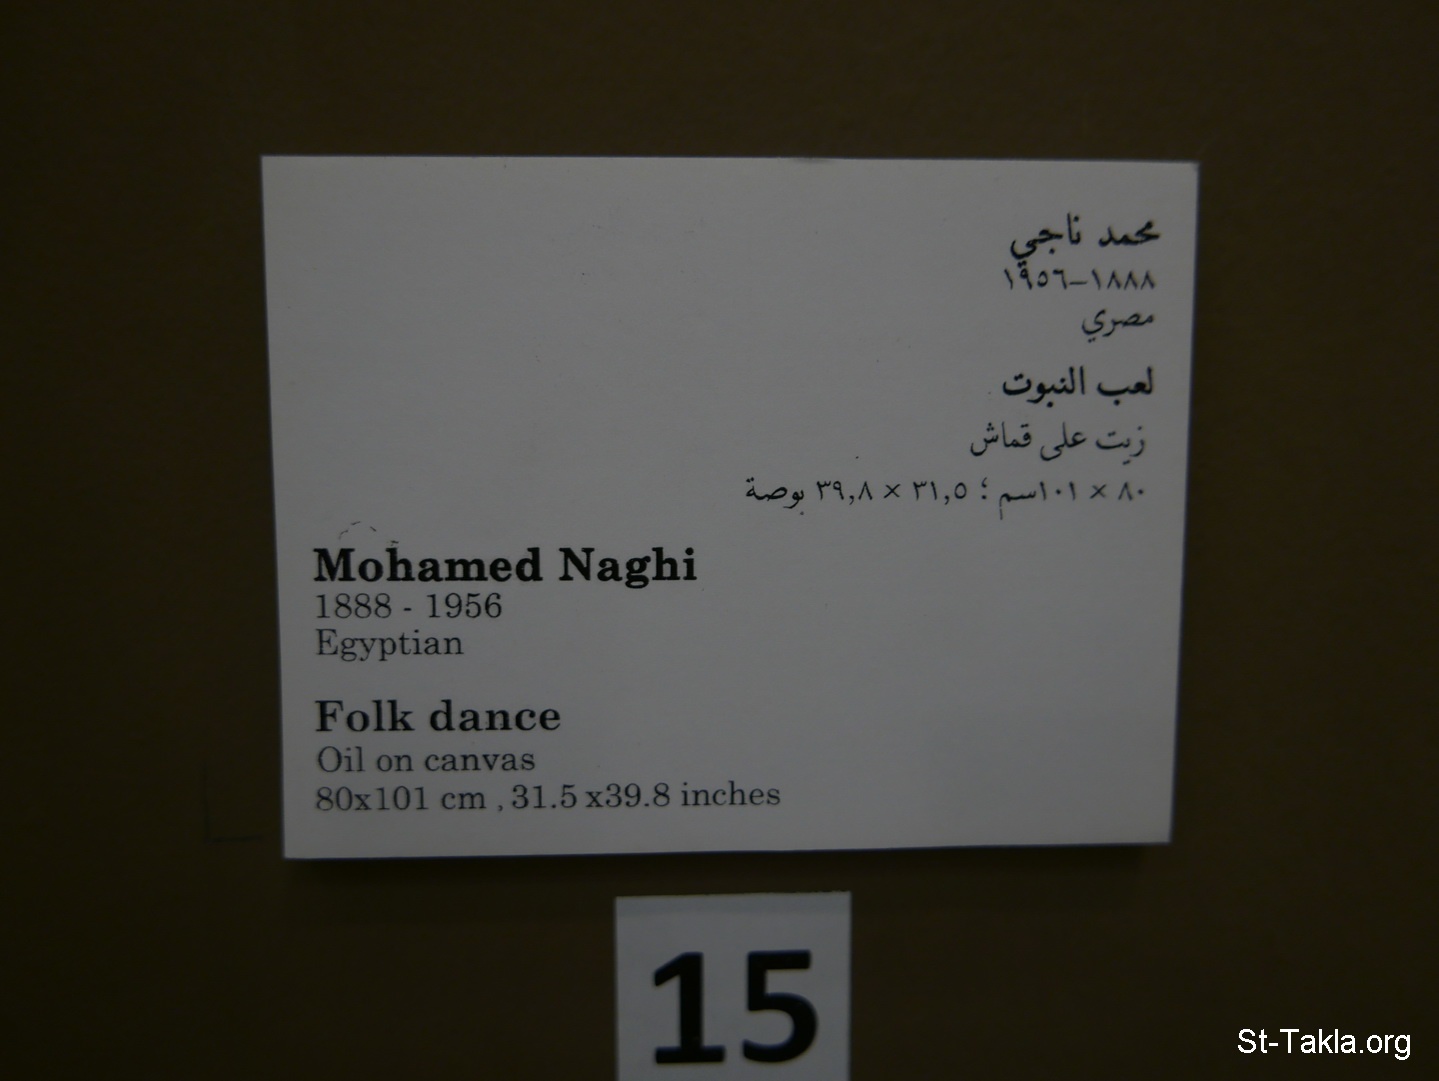 محمد ناجي
١٨٨٨–١٩٥٦
مصري
لعب النبوت
زيت على قماش
٨٠ × ١٠١سم ؛ ٣١,٥ × ٣٩,٨ بوصة
Mohamed Naghi
1888 - 1956
Egyptian
Folk dance
Oil on canvas
80x101 cm , 31.5 x39.8 inches
15
St-Takla.org